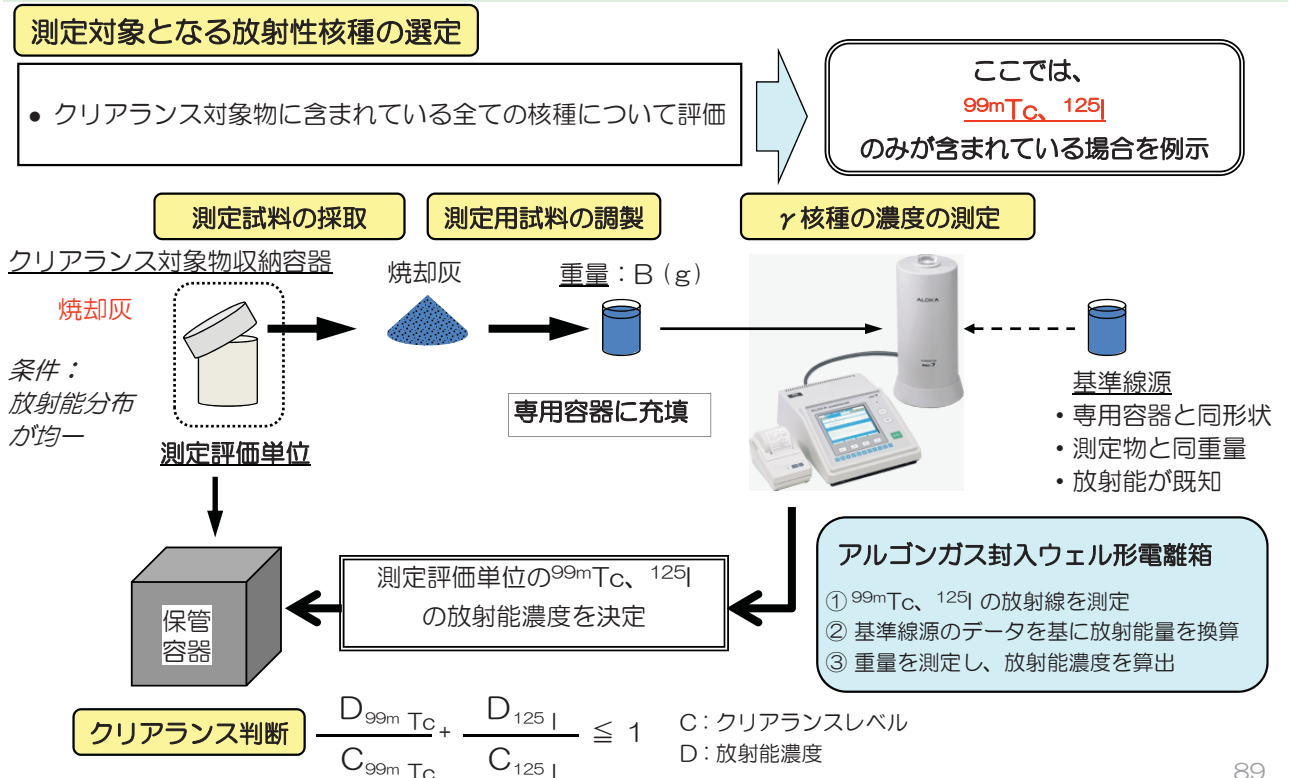 測定対象となる放射性核種の選定
● クリアランス対象物に含まれている全ての核種について評価
ここでは、
99mTc、125I
のみが含まれている場合を例示
測定試料の採取
測定用試料の調製
γ核種の濃度の測定
クリアランス対象物収納容器
焼却灰
条件:
放射能分布
が均一
測定評価単位
焼却灰
重量:B(g)
専用容器に充填
ALOKA
基準線源
・専用容器と同形状
・測定物と同重量
・放射能が既知
アルゴンガス封入ウェル形電離箱
① 99mTc、125I の放射線を測定
② 基準線源のデータを基に放射能量を換算
③ 重量を測定し、放射能濃度を算出
測定評価単位の99mTc、125I
の放射能濃度を決定
保管
容器
クリアランス判断
D99m Tc / C99m Tc + D125 I / C125 I ≦ 1
C:クリアランスレベル
D:放射能濃度
89